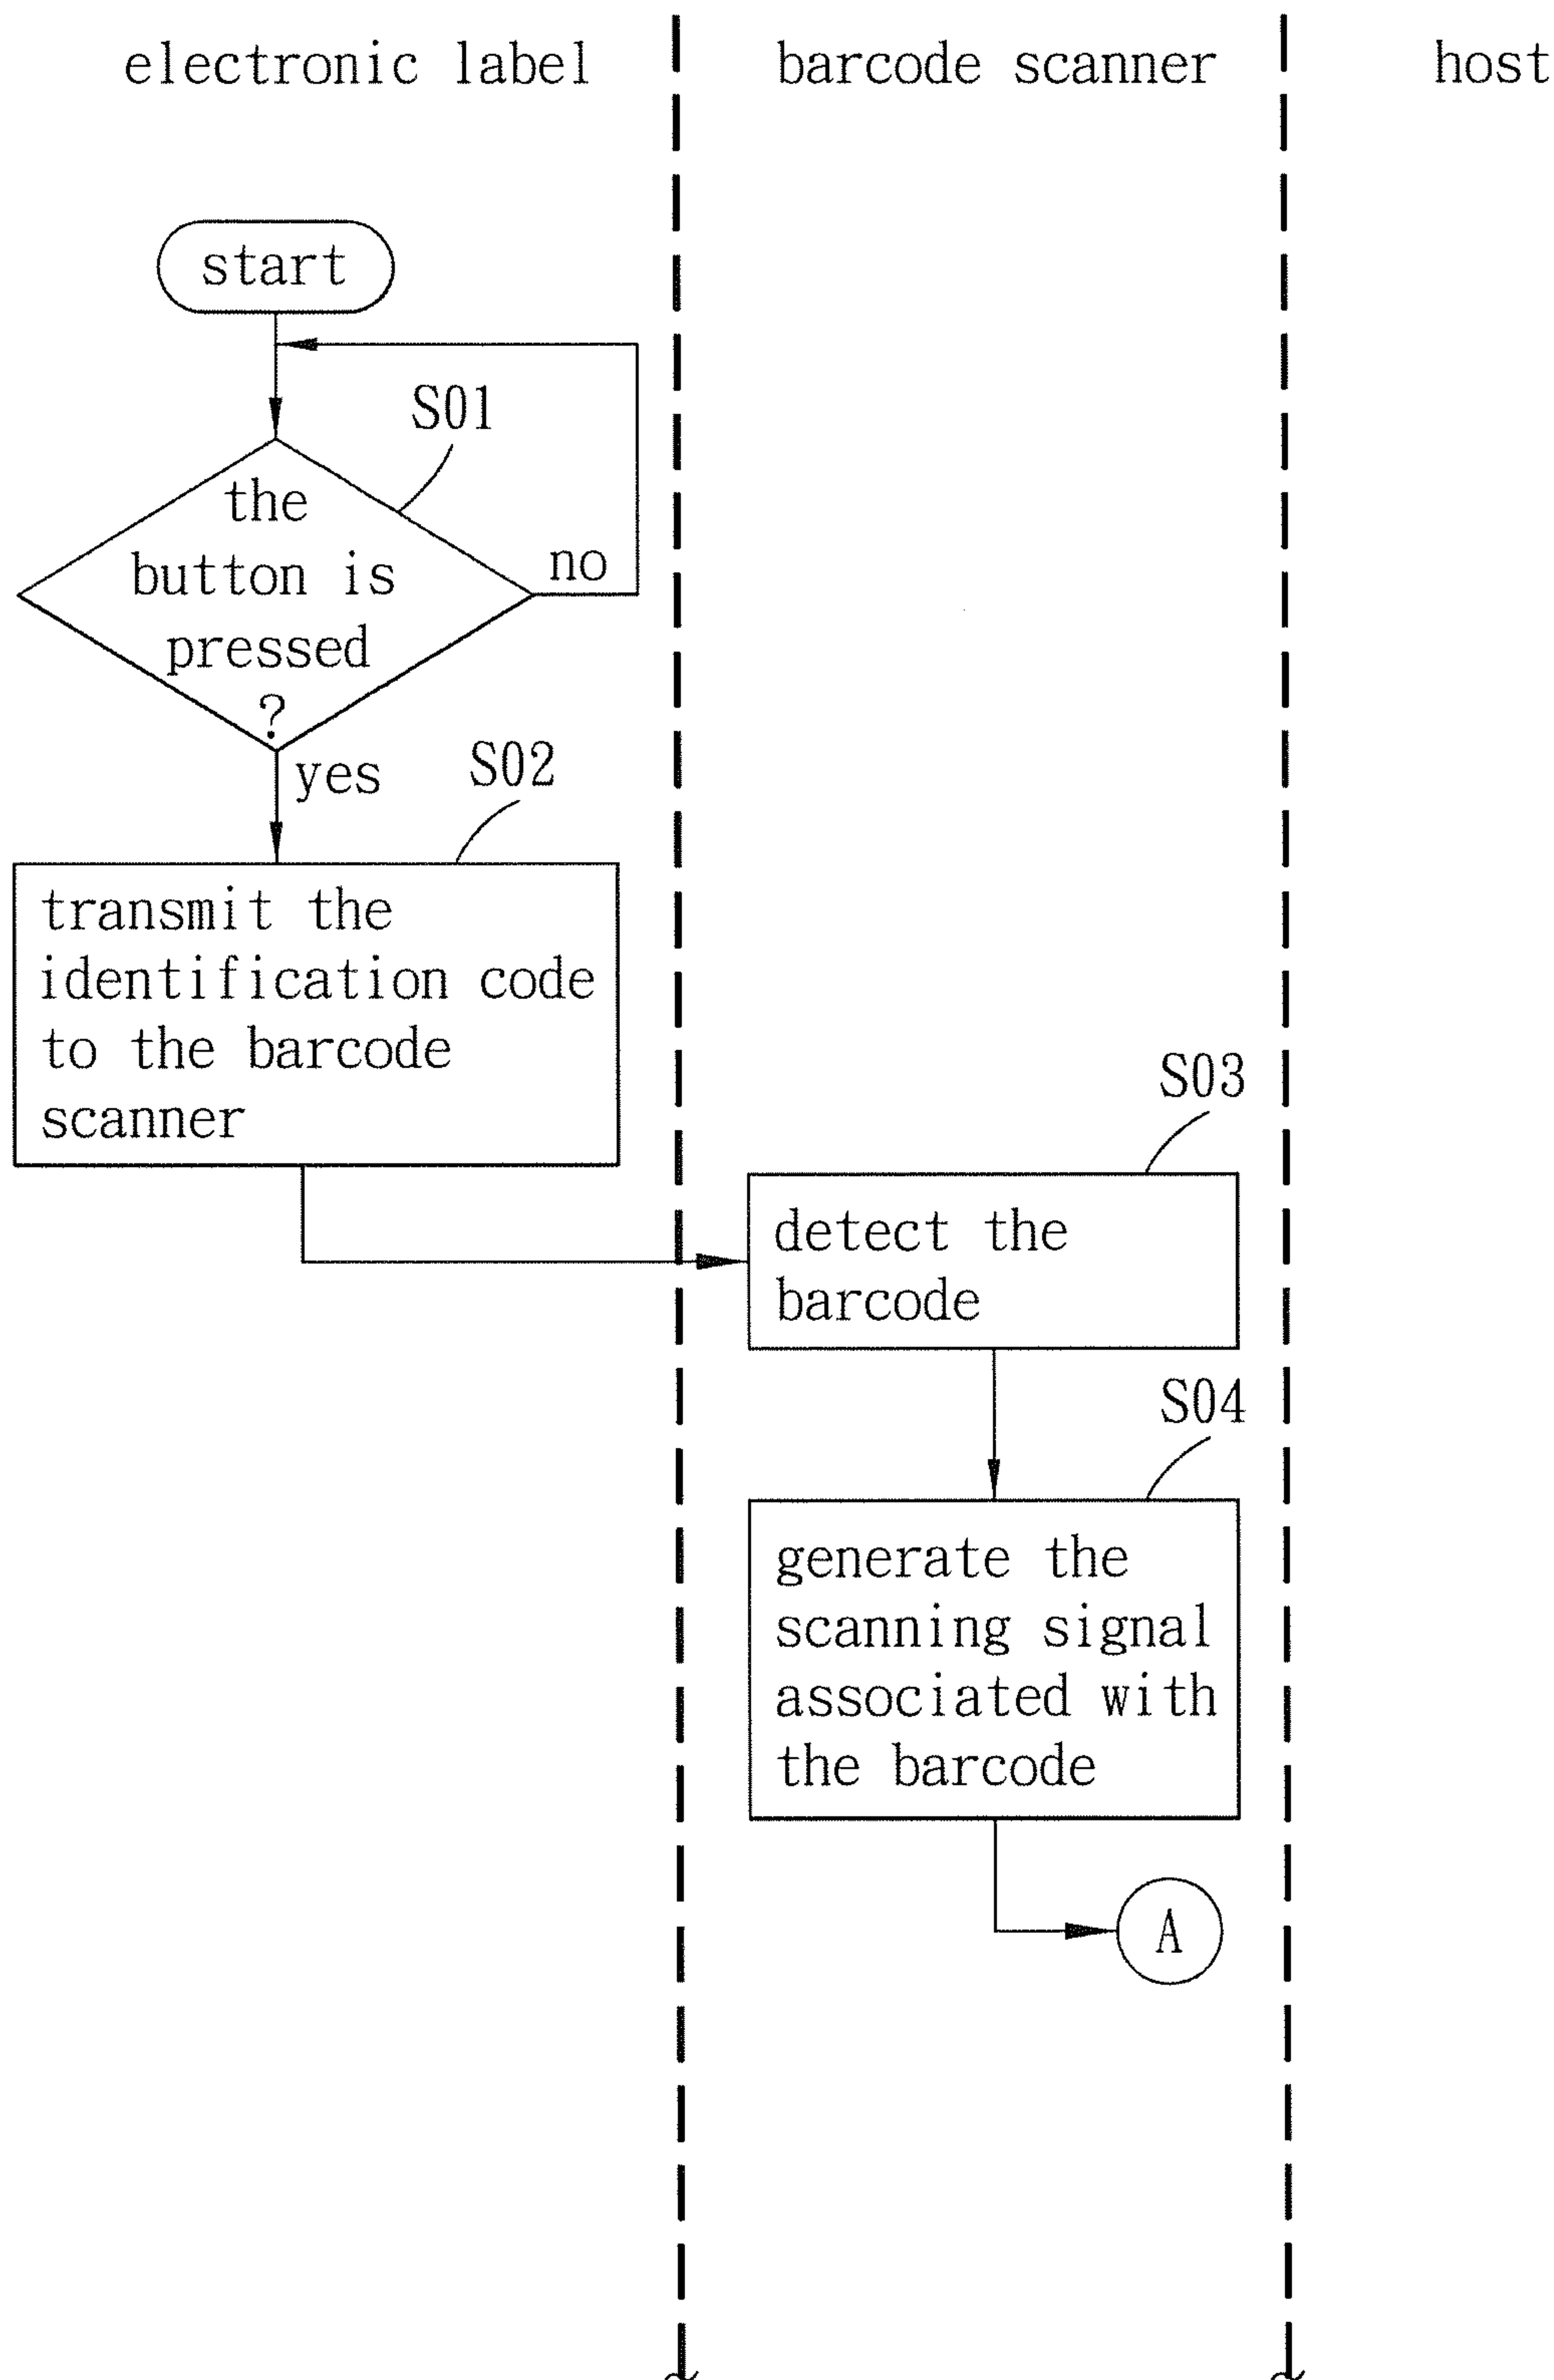 electronic label
barcode scanner
host
start
S01
the
button is
pressed
?
no
yes
S02
transmit the
identification code
to the barcode
scanner
S03
detect the
barcode
S04
generate the
scanning signal
associated with
the barcode
A